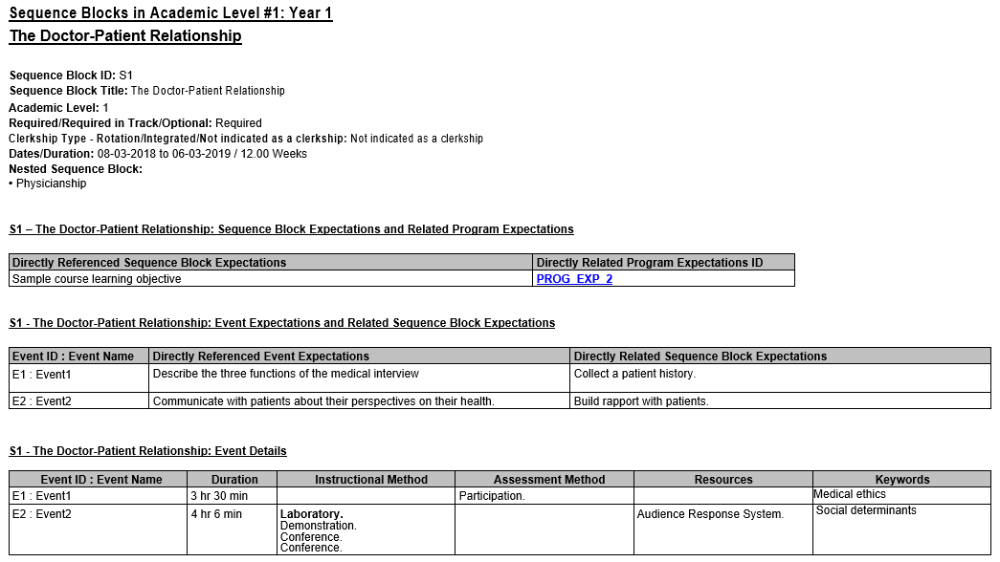 Sequence Blocks in Academic Level #1: Year 1
The Doctor-Patient Relationship
Sequence Block ID: S1
Sequence Block Title: The Doctor-Patient Relationship
Academic Level: 1
Required/Required in Track/Optional: Required
Clerkship Type - Rotation/Integrated/Not indicated as a clerkship: Not indicated as a clerkship
Dates/Duration: 08-03-2018 to 06-03-2019 / 12.00 Weeks
Nested Sequence Block:
• Physicianship
S1 – The Doctor-Patient Relationship: Sequence Block Expectations and Related Program Expectations
Directly Referenced Sequence Block Expectations Directly Related Program Expectations ID
Sample course learning objective PROG_EXP_2
S1 - The Doctor-Patient Relationship: Event Expectations and Related Sequence Block Expectations
Event ID : Event Name Directly Referenced Event Expectations Directly Related Sequence Block Expectations
E1 : Event1 Describe the three functions of the medical interview Collect a patient history.
E2 : Event2 Communicate with patients about their perspectives on their health. Build rapport with patients.
S1 - The Doctor-Patient Relationship: Event Details
Event ID : Event Name Duration Instructional Method Assessment Method Resources Keywords
E1 : Event1 3 hr 30 min Participation. Medical ethics
E2 : Event2 4 hr 6 min Laboratory. Audience Response System. Social determinants
Demonstration.
Conference.
Conference.